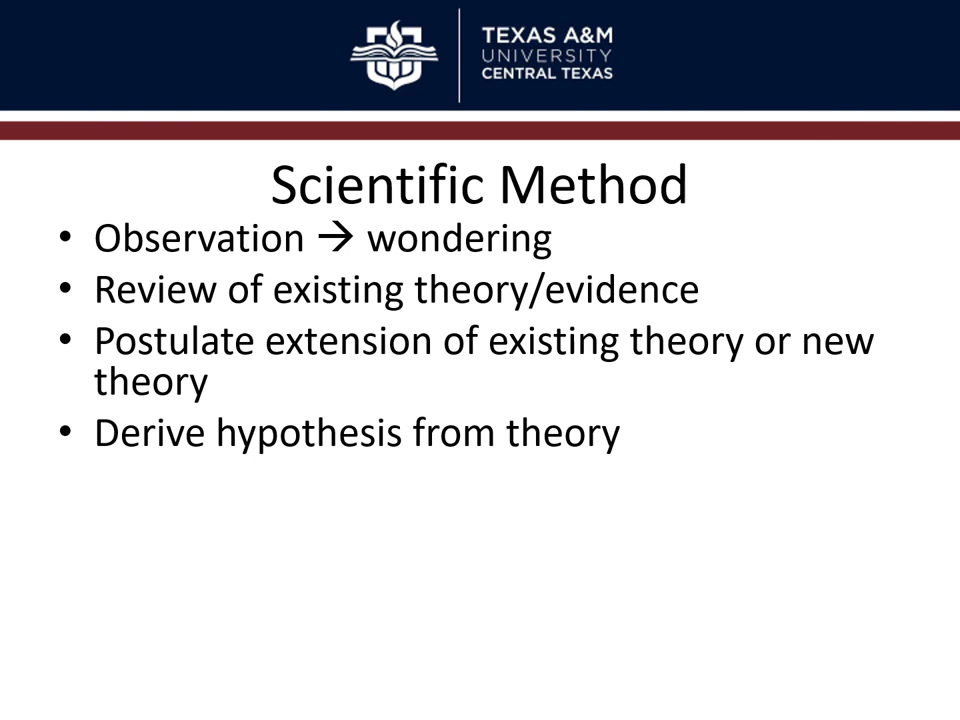 TEXAS A&M
UNIVERSITY
CENTRAL TEXAS
Scientific Method
• Observation → wondering
• Review of existing theory/evidence
• Postulate extension of existing theory or new
theory
• Derive hypothesis from theory